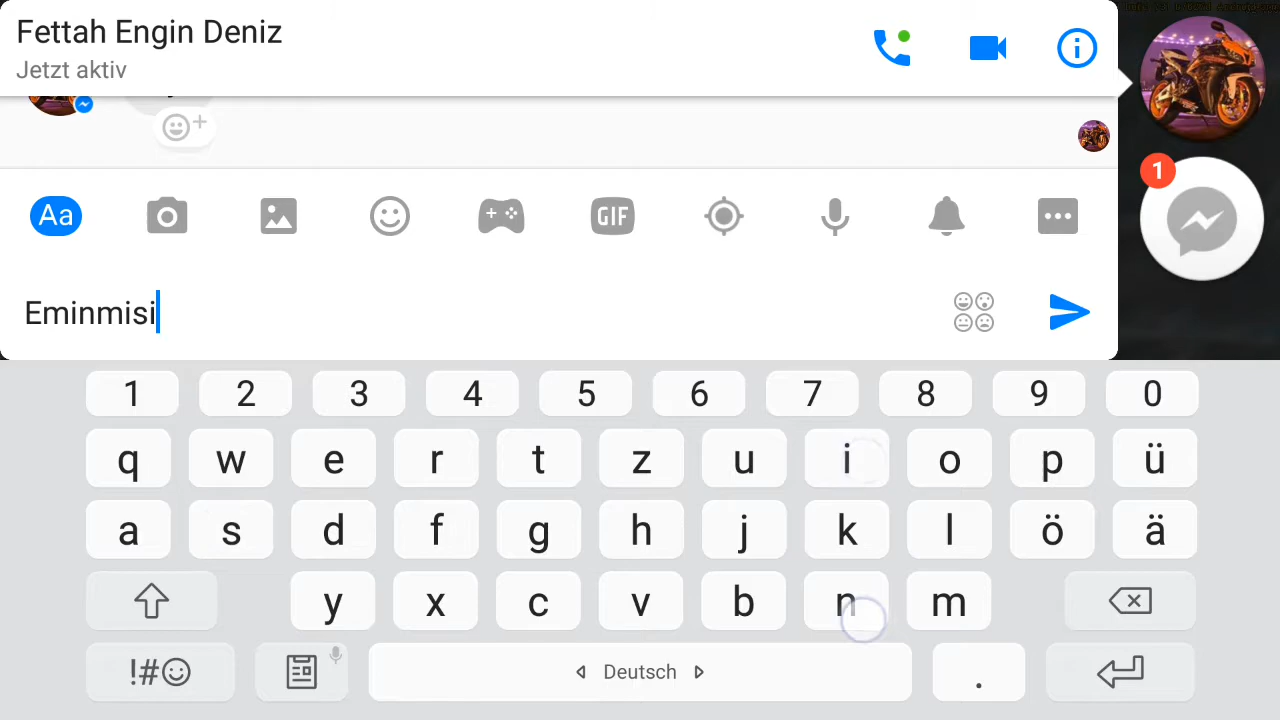 Fettah Engin Deniz
Jetzt aktiv
1
Aa
GIF
Eminmisi
1 2 3 4 5 6 7 8 9 0
q w e r t z u i o p ü
a s d f g h j k l ö ä
y x c v b n m
!#☺ Deutsch .